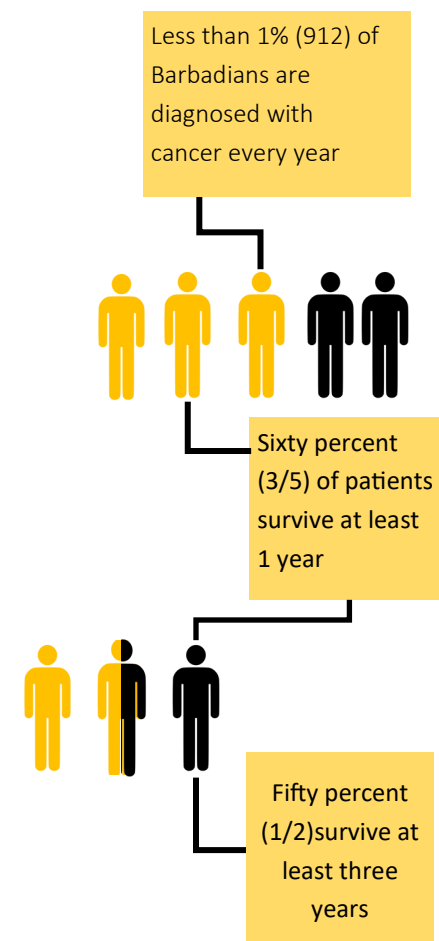 Less than 1% (912) of
Barbadians are
diagnosed with
cancer every year
Sixty percent
(3/5) of patients
survive at least
1 year
Fifty percent
(1/2)survive at
least three
years